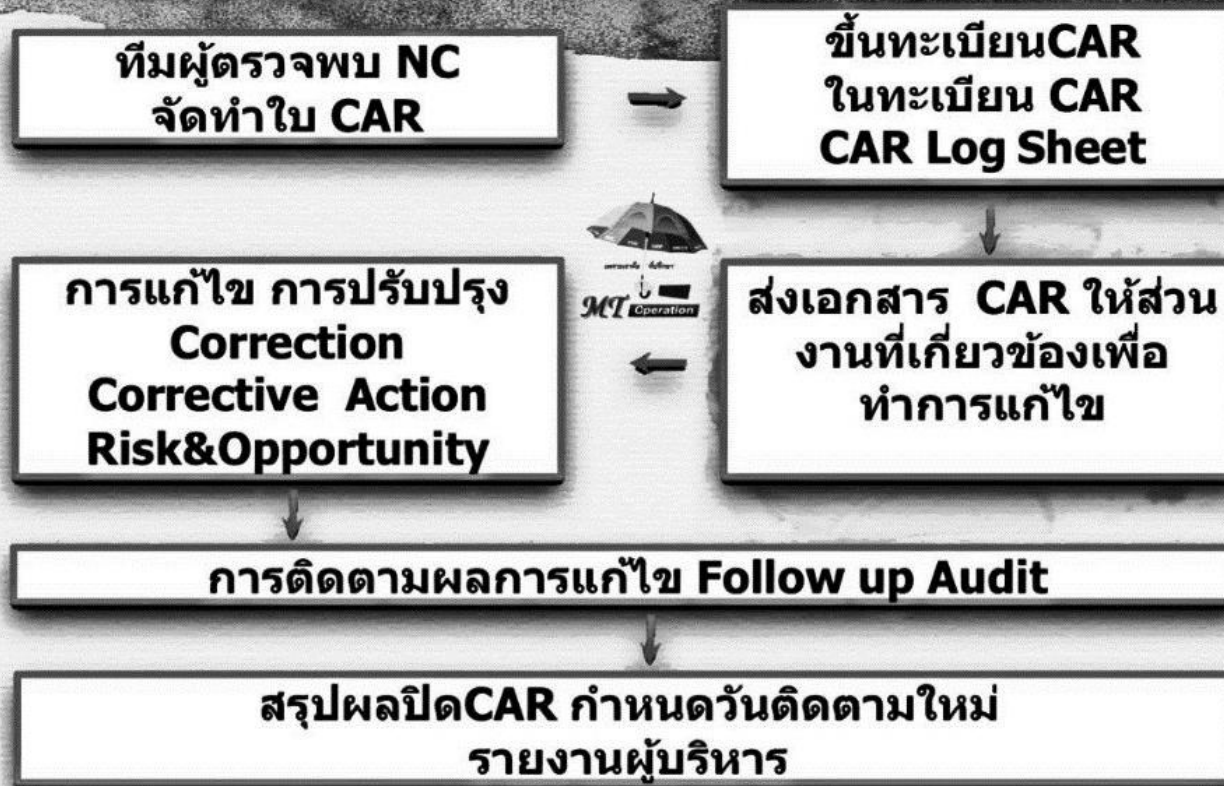 ทีมผู้ตรวจพบ NC
จัดทำใบ CAR
ขึ้นทะเบียนCAR
ในทะเบียน CAR
CAR Log Sheet
ส่งเอกสาร CAR ให้ส่วน
งานที่เกี่ยวข้องเพื่อ
ทำการแก้ไข
การแก้ไข การปรับปรุง
Correction
Corrective Action
Risk&Opportunity
MT Operation
การติดตามผลการแก้ไข Follow up Audit
สรุปผลปิดCAR กำหนดวันติดตามใหม่
รายงานผู้บริหาร